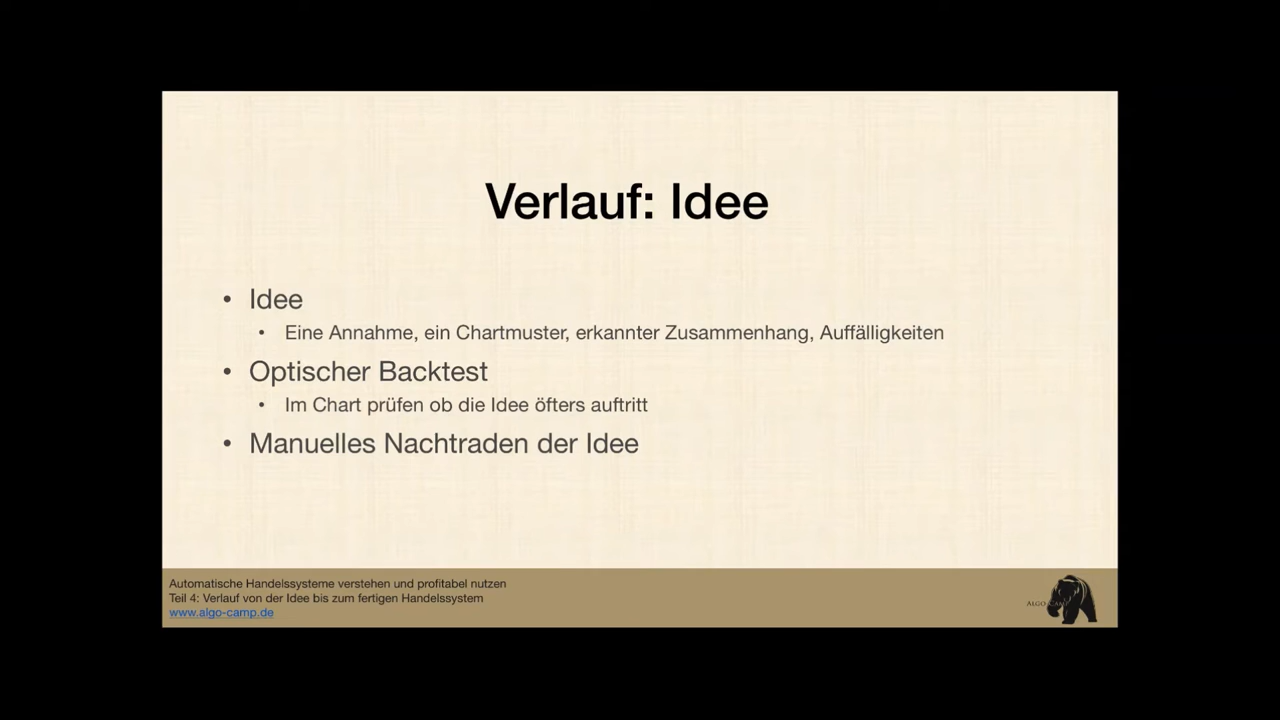 Verlauf: Idee
• Idee
• Eine Annahme, ein Chartmuster, erkannter Zusammenhang, Auffälligkeiten
• Optischer Backtest
• Im Chart prüfen ob die Idee öfters auftritt
• Manuelles Nachtraden der Idee
Automatische Handelssysteme verstehen und profitabel nutzen
Teil 4: Verlauf von der Idee bis zum fertigen Handelssystem
www.algo-camp.de
ALGO-CAMP